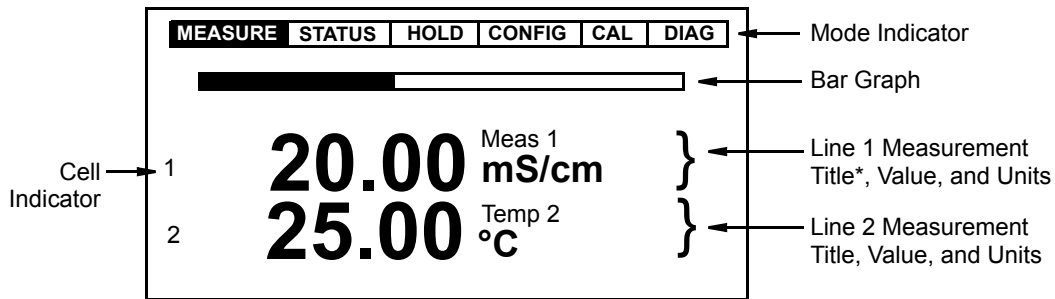 MEASURE STATUS HOLD CONFIG CAL DIAG
Mode Indicator
Bar Graph
Cell
Indicator
1
20.00
Meas 1
mS/cm
}
Line 1 Measurement
Title*, Value, and Units
2
25.00
Temp 2
°C
}
Line 2 Measurement
Title, Value, and Units